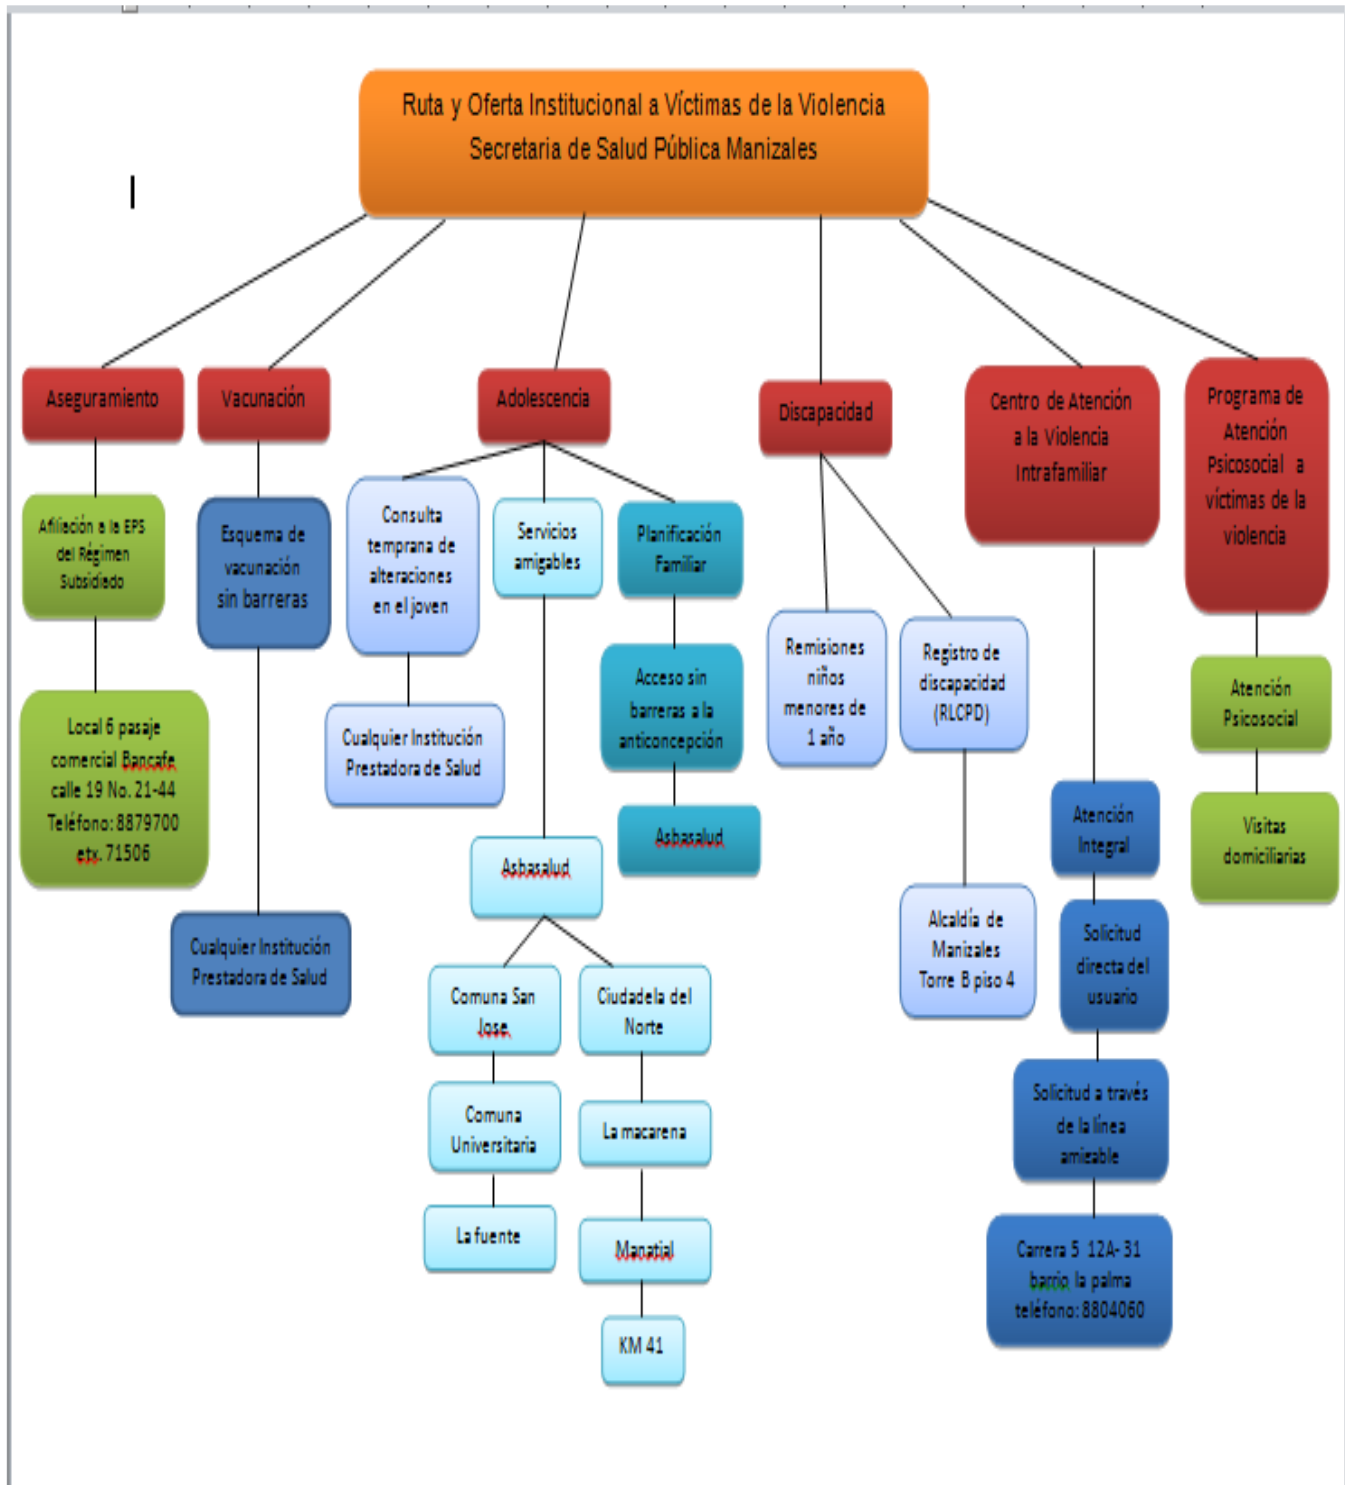 Ruta y Oferta Institucional a Víctimas de la Violencia
Secretaria de Salud Pública Manizales
Aseguramiento
Afiliación a la EPS
del Régimen
Subsidiado
Local 6 pasaje
comercial Bancafe
calle 19 No. 21-44
Teléfono: 8879700
etx. 71506
Vacunación
Esquema de
vacunación
sin barreras
Cualquier Institución
Prestadora de Salud
Adolescencia
Consulta
temprana de
alteraciones
en el joven
Cualquier Institución
Prestadora de Salud
Servicios
amigables
Asbasalud
Comuna San
Jose
Comuna
Universitaria
La fuente
Ciudadela del
Norte
La macarena
Manatial
KM 41
Planificación
Familiar
Acceso sin
barreras a la
anticoncepción
Asbasalud
Discapacidad
Remisiones
niños
menores de
1 año
Registro de
discapacidad
(RLCPD)
Alcaldía de
Manizales
Torre B piso 4
Centro de Atención
a la Violencia
Intrafamiliar
Atención
Integral
Solicitud
directa del
usuario
Solicitud a través
de la línea
amigable
Carrera 5 12A- 31
barrio la palma
teléfono: 8804060
Programa de
Atención
Psicosocial a
víctimas de la
violencia
Atención
Psicosocial
Visitas
domiciliarias